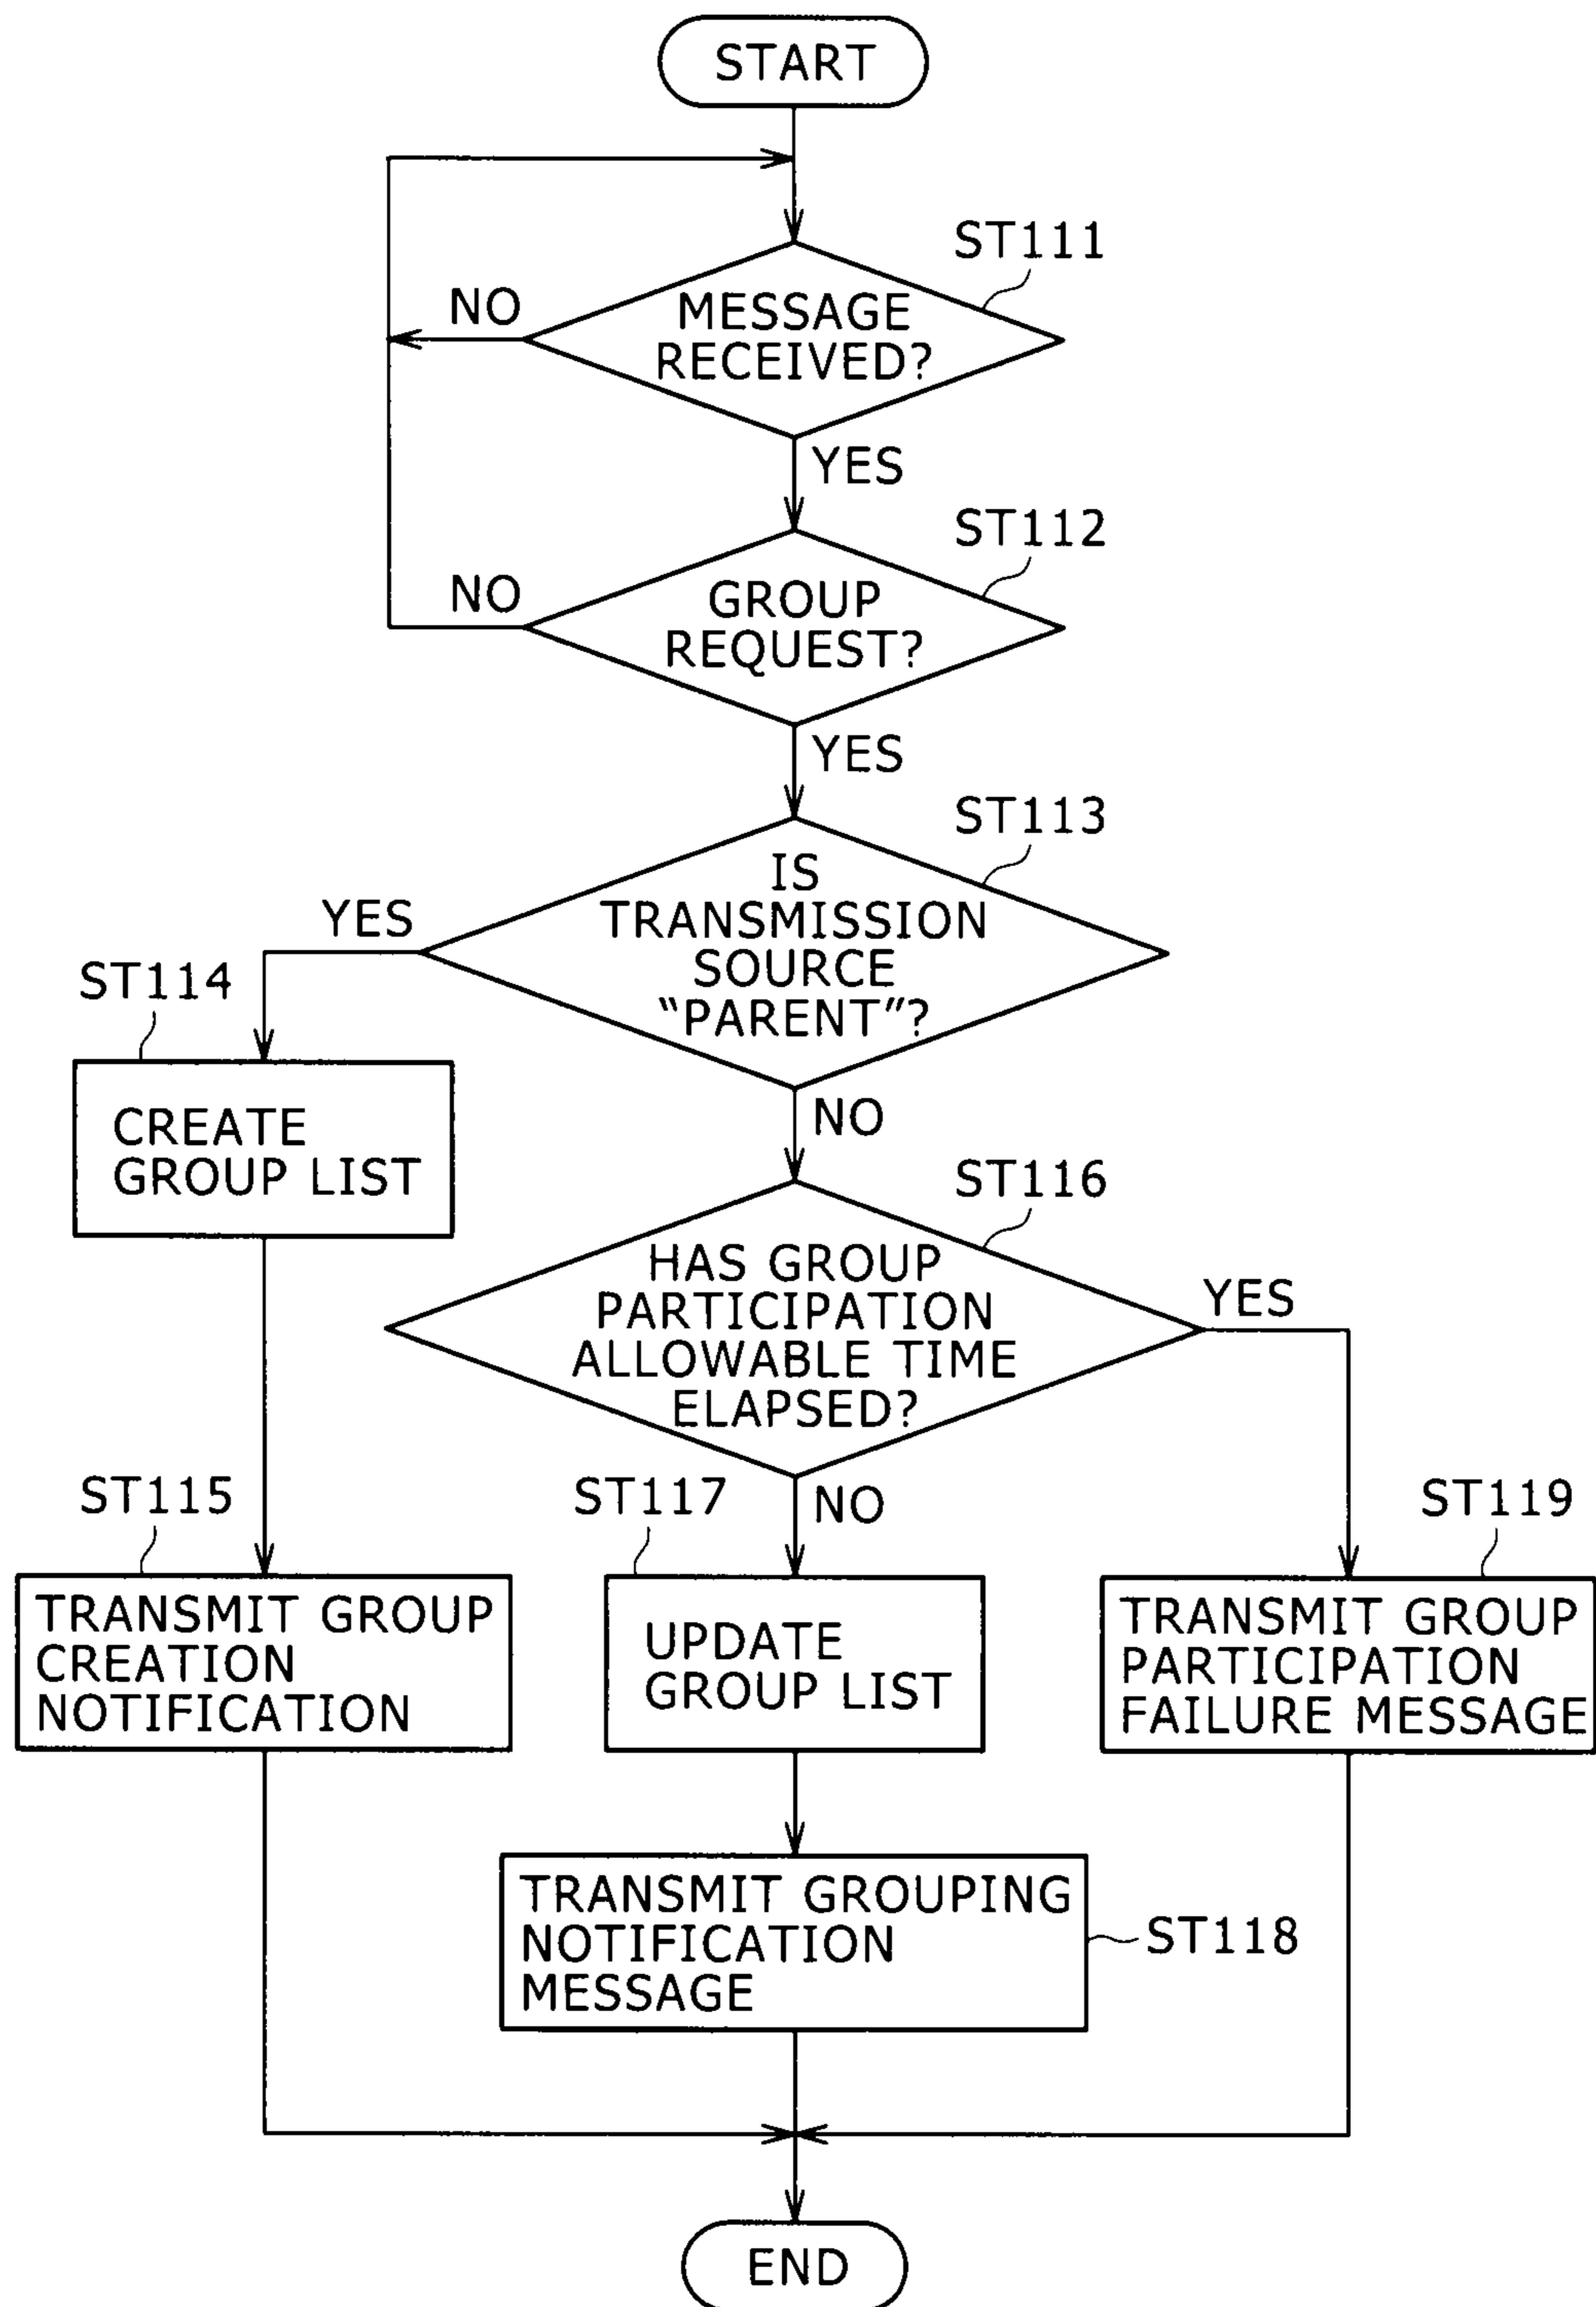 START
ST111
NO
MESSAGE
RECEIVED?
YES
ST112
NO
GROUP
REQUEST?
YES
ST113
IS
TRANSMISSION
SOURCE
“PARENT”?
YES
ST114
CREATE
GROUP LIST
NO
ST116
HAS GROUP
PARTICIPATION
ALLOWABLE TIME
ELAPSED?
YES
ST115
TRANSMIT GROUP
CREATION
NOTIFICATION
ST117
NO
UPDATE
GROUP LIST
ST119
TRANSMIT GROUP
PARTICIPATION
FAILURE MESSAGE
TRANSMIT GROUPING
NOTIFICATION
MESSAGE
ST118
END